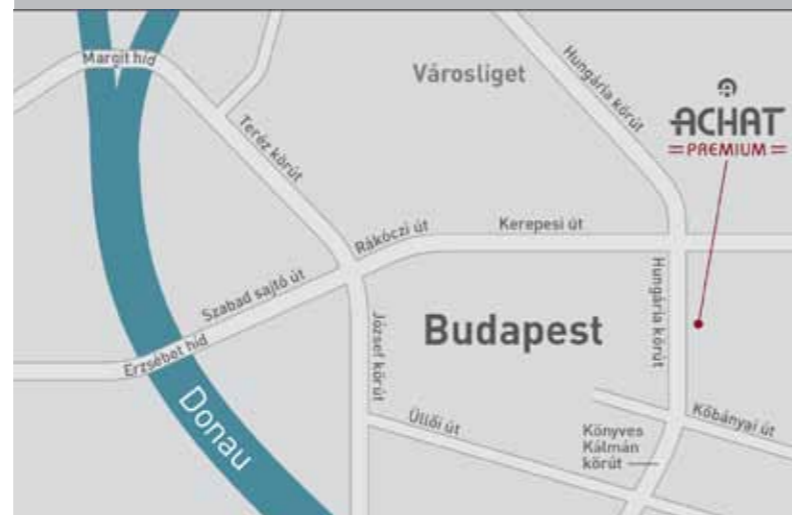 Margit híd
Városliget
Hungária körút
ACHAT
PREMIUM
Teréz körút
Rákóczi út
Kerepesi út
Szabad sajtó út
Hungária körút
József körút
Budapest
Erzsébet híd
Donau
Üllői út
Könyves
Kálmán
körút
Kőbányai út